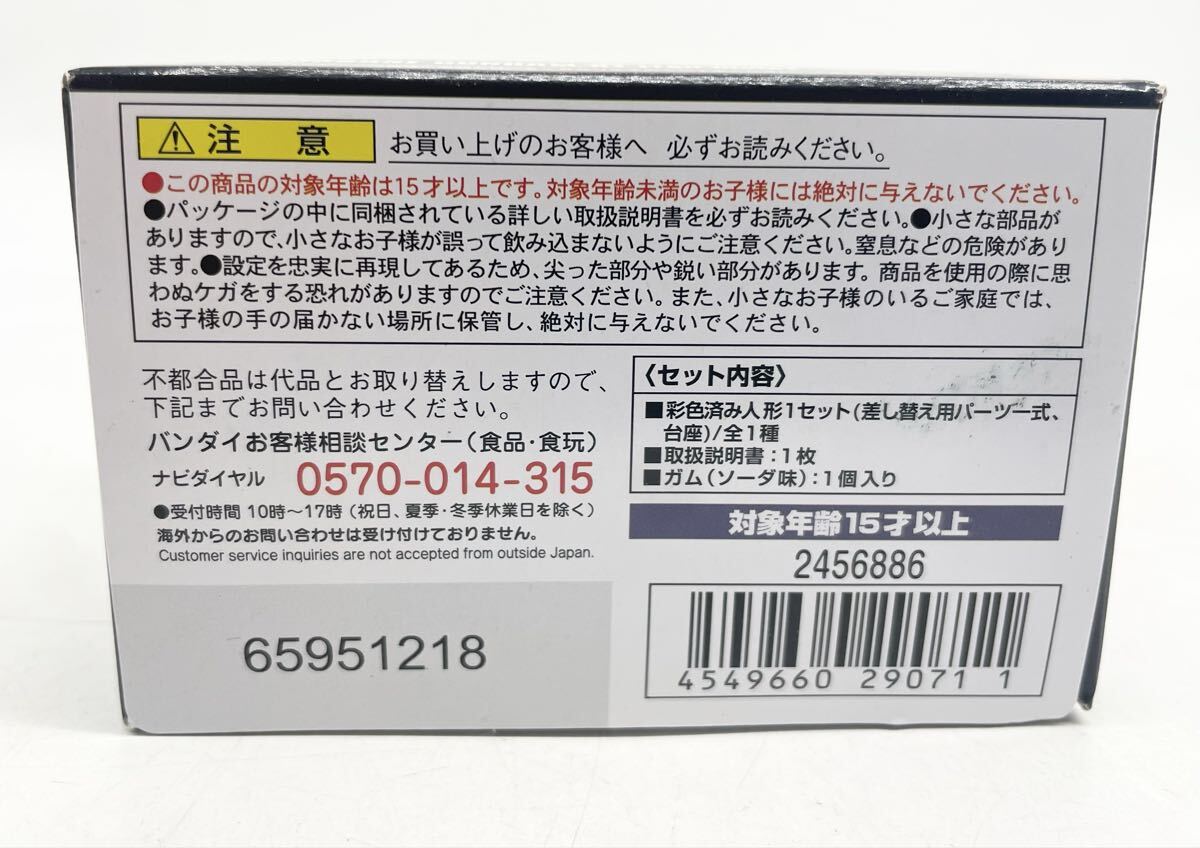 ⚠注 意 お買い上げのお客様へ 必ずお読みください。
●この商品の対象年齢は15才以上です。対象年齢未満のお子様には絶対に与えないでください。
●パッケージの中に同梱されている詳しい取扱説明書を必ずお読みください。●小さな部品が
ありますので、小さなお子様が誤って飲み込まないようにご注意ください。窒息などの危険があり
ます。●設定を忠実に再現してあるため、尖った部分や鋭い部分があります。商品を使用の際に思
わぬケガをする恐れがありますのでご注意ください。また、小さなお子様のいるご家庭では、
お子様の手の届かない場所に保管し、絶対に与えないでください。
不都合品は代品とお取り替えしますので、
下記までお問い合わせください。
バンダイお客様相談センター(食品・食玩)
ナビダイヤル 0570-014-315
●受付時間 10時～17時(祝日、夏季・冬季休業日を除く)
海外からのお問い合わせは受け付けておりません。
Customer service inquiries are not accepted from outside Japan.
65951218
〈セット内容〉
■彩色済み人形1セット(差し替え用パーツ一式、
台座)/全1種
■取扱説明書:1枚
■ガム(ソーダ味):1個入り
対象年齢15才以上
2456886
4549660 29071 1